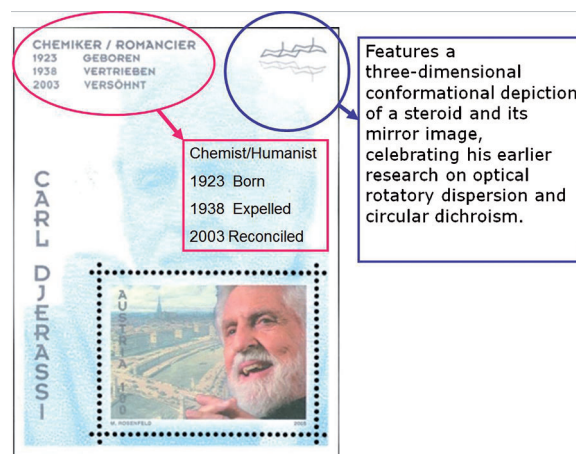 CHEMIKER / ROMANCIER
1923 GEBOREN
1938 VERTRIEBEN
2003 VERSÖHNT
Features a
three-dimensional
conformational depiction
of a steroid and its
mirror image,
celebrating his earlier
research on optical
rotatory dispersion and
circular dichroism.
Chemist/Humanist
1923 Born
1938 Expelled
2003 Reconciled
CARL DJERASSI
AUSTRIA 100
M. ROSENFELD 2005